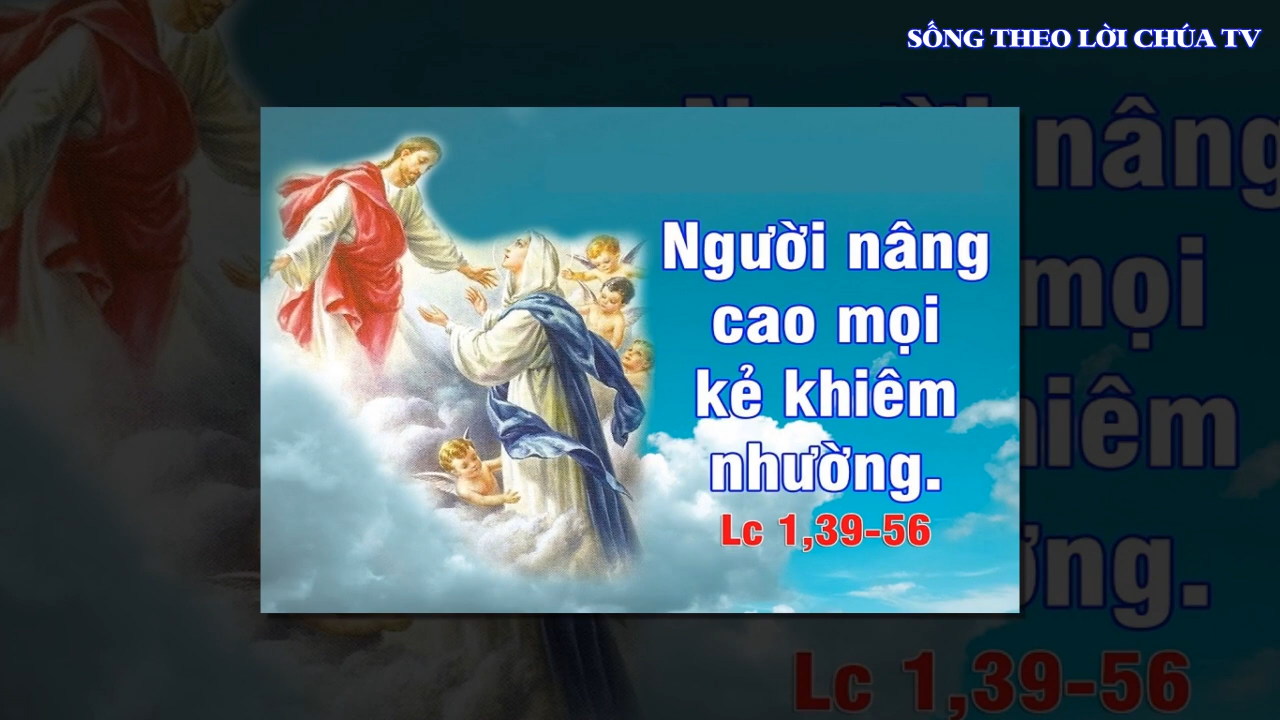 SỐNG THEO LỜI CHÚA TV
Người nâng
cao mọi
kẻ khiêm
nhường.
Lc 1,39-56